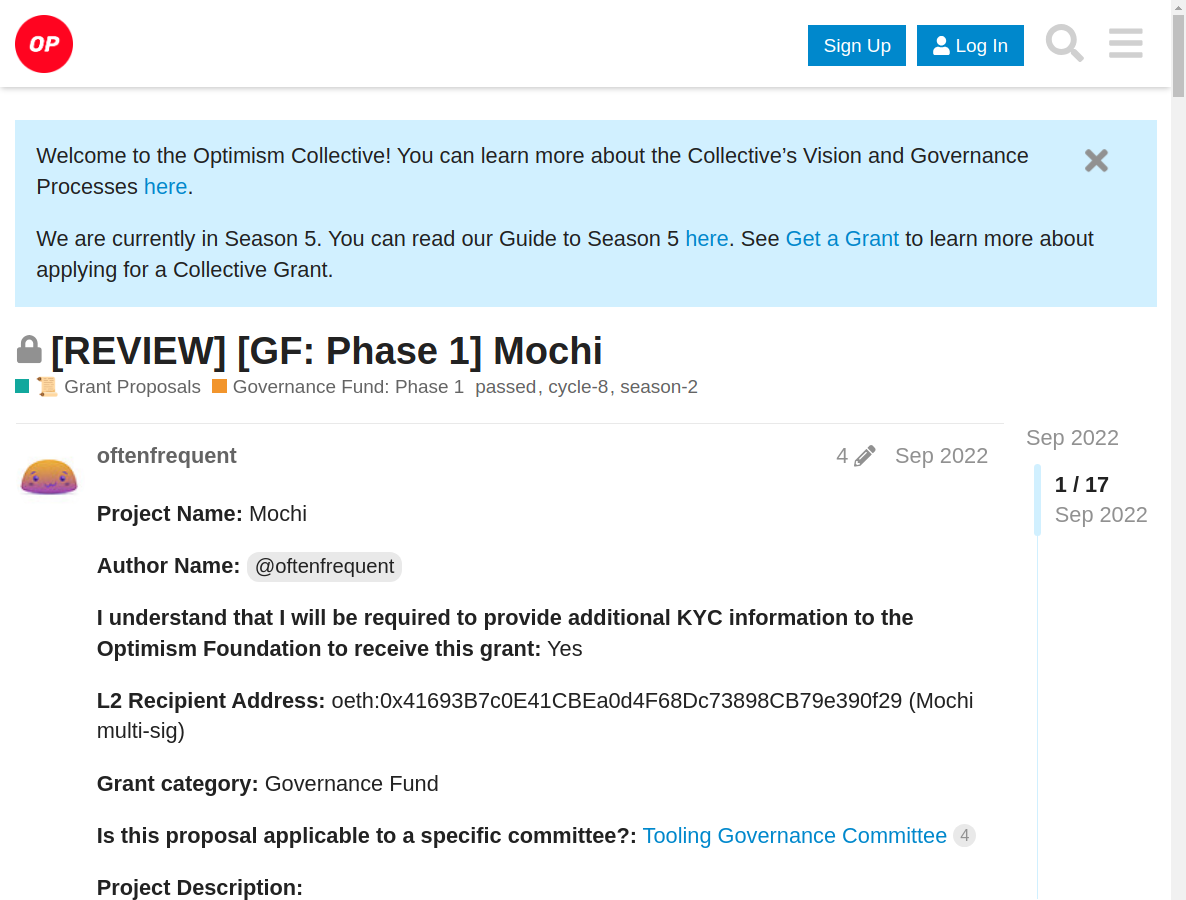 OP
Sign Up
Log In
Welcome to the Optimism Collective! You can learn more about the Collective’s Vision and Governance
Processes here.
We are currently in Season 5. You can read our Guide to Season 5 here. See Get a Grant to learn more about
applying for a Collective Grant.
[REVIEW] [GF: Phase 1] Mochi
📜 Grant Proposals Governance Fund: Phase 1 passed, cycle-8, season-2
oftenfrequent 4 Sep 2022
Sep 2022
1 / 17
Sep 2022
Project Name: Mochi
Author Name: @oftenfrequent
I understand that I will be required to provide additional KYC information to the
Optimism Foundation to receive this grant: Yes
L2 Recipient Address: oeth:0x41693B7c0E41CBEa0d4F68Dc73898CB79e390f29 (Mochi
multi-sig)
Grant category: Governance Fund
Is this proposal applicable to a specific committee?: Tooling Governance Committee 4
Project Description: